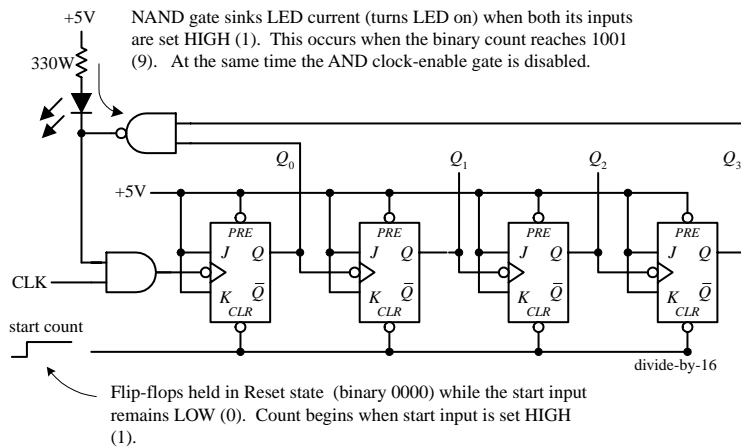 +5V
NAND gate sinks LED current (turns LED on) when both its inputs
are set HIGH (1). This occurs when the binary count reaches 1001
(9). At the same time the AND clock-enable gate is disabled.
330W
Q0 Q1 Q2 Q3
+5V
PRE PRE PRE PRE
J Q J Q J Q J Q
CLK
K Q̅ K Q̅ K Q̅ K Q̅
CLR CLR CLR CLR
start count
divide-by-16
Flip-flops held in Reset state (binary 0000) while the start input
remains LOW (0). Count begins when start input is set HIGH
(1).